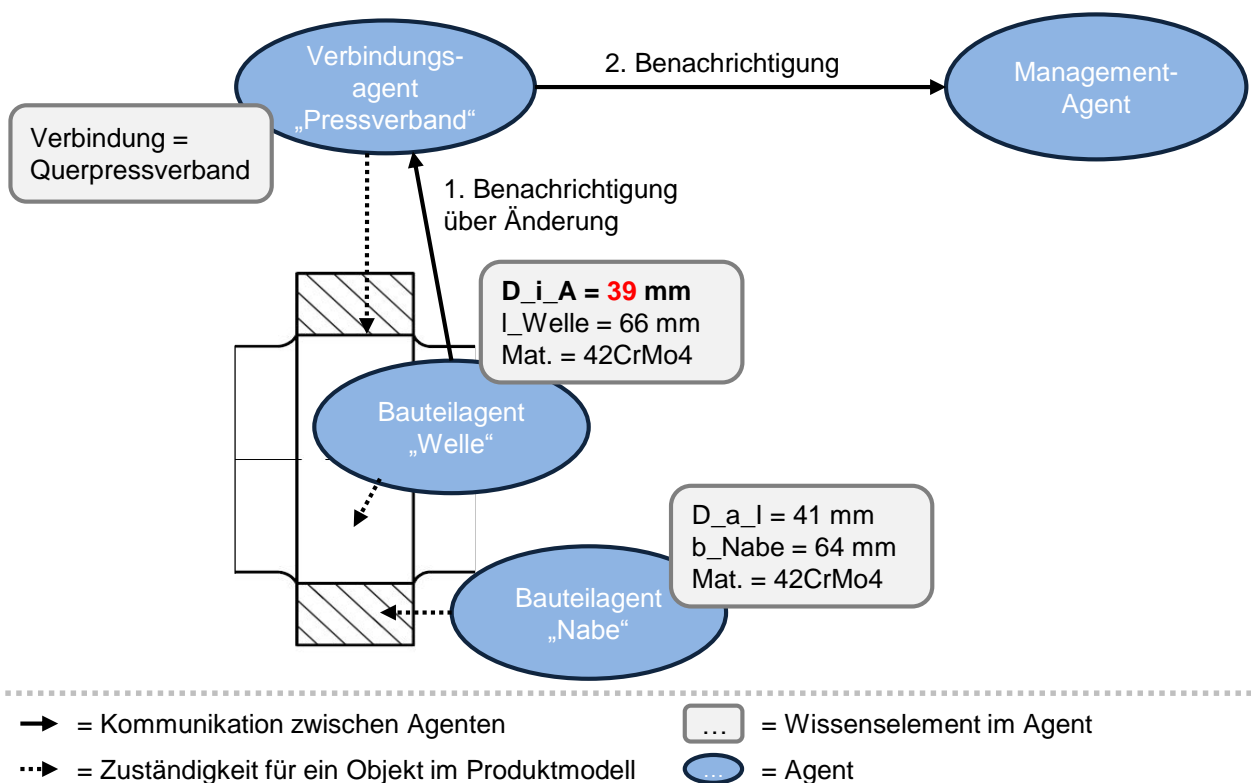 Verbindungs-
agent
„Pressverband“
2. Benachrichtigung
Management-
Agent
Verbindung =
Querpressverband
1. Benachrichtigung
über Änderung
D_i_A = 39 mm
l_Welle = 66 mm
Mat. = 42CrMo4
Bauteilagent
„Welle“
D_a_I = 41 mm
b_Nabe = 64 mm
Mat. = 42CrMo4
Bauteilagent
„Nabe“
= Kommunikation zwischen Agenten
… = Wissenselement im Agent
= Zuständigkeit für ein Objekt im Produktmodell
… = Agent